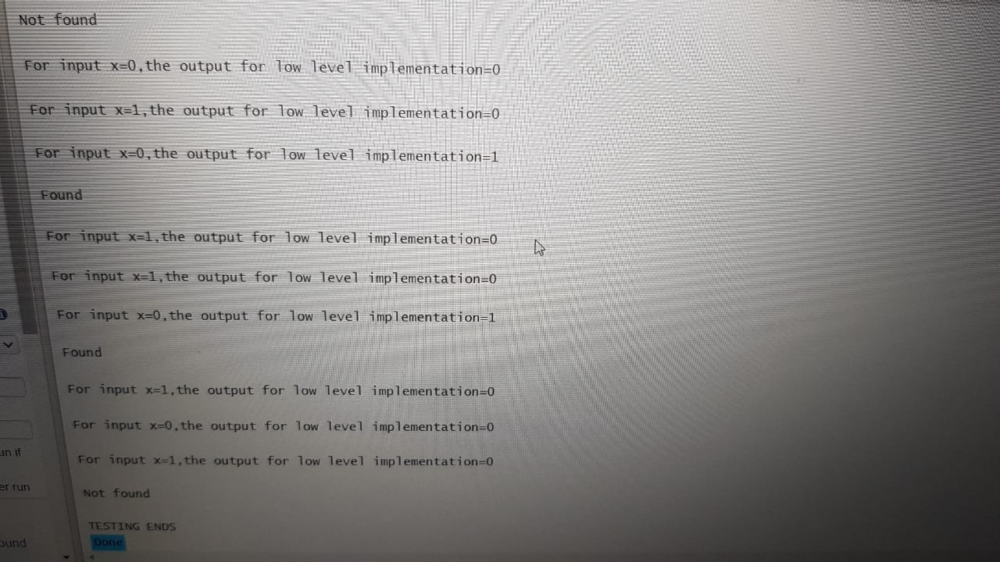 Not found
For input x=0,the output for low level implementation=0
For input x=1,the output for low level implementation=0
For input x=0,the output for low level implementation=1
Found
For input x=1,the output for low level implementation=0
For input x=1,the output for low level implementation=0
For input x=0,the output for low level implementation=1
Found
For input x=1,the output for low level implementation=0
For input x=0,the output for low level implementation=0
un if
For input x=1,the output for low level implementation=0
er run
Not found
TESTING ENDS
ound
Done